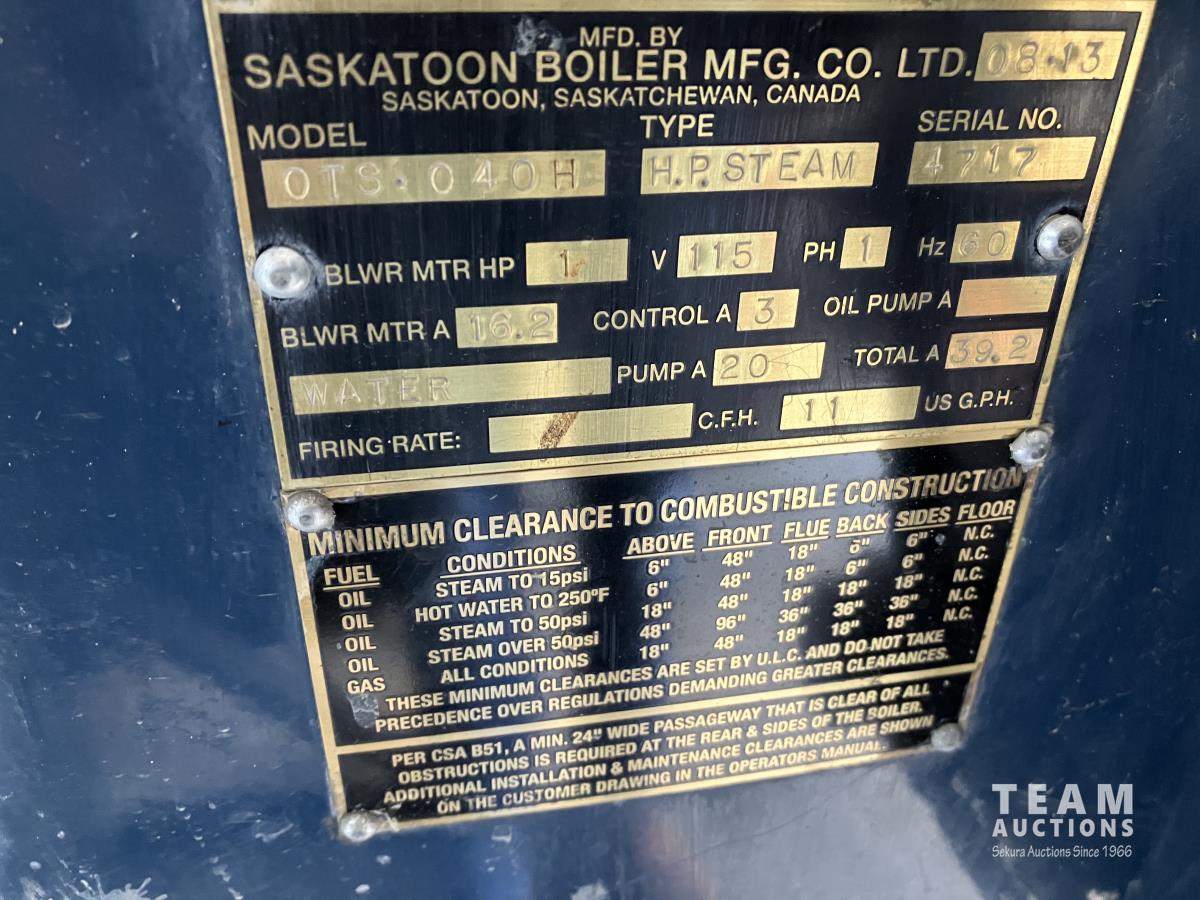 MFD. BY
SASKATOON BOILER MFG. CO. LTD. 08-13
SASKATOON, SASKATCHEWAN, CANADA
MODEL TYPE SERIAL NO.
OTS-040H H.P. STEAM 4717
BLWR MTR HP 1 V 115 PH 1 Hz 60
BLWR MTR A 16.2 CONTROL A 3 OIL PUMP A
WATER PUMP A 20 TOTAL A 39.2
FIRING RATE: C.F.H. 11 US G.P.H.
MINIMUM CLEARANCE TO COMBUSTIBLE CONSTRUCTION
FUEL CONDITIONS ABOVE FRONT FLUE BACK SIDES FLOOR
OIL STEAM TO 15psi 6" 48" 18" 6" 6" N.C.
OIL HOT WATER TO 250°F 6" 48" 18" 6" 6" N.C.
OIL STEAM TO 50psi 18" 48" 18" 18" 18" N.C.
OIL STEAM OVER 50psi 48" 96" 36" 36" 36" N.C.
GAS ALL CONDITIONS 18" 48" 18" 18" 18" N.C.
THESE MINIMUM CLEARANCES ARE SET BY U.L.C. AND DO NOT TAKE
PRECEDENCE OVER REGULATIONS DEMANDING GREATER CLEARANCES.
PER CSA B51, A MIN. 24" WIDE PASSAGEWAY THAT IS CLEAR OF ALL
OBSTRUCTIONS IS REQUIRED AT THE REAR & SIDES OF THE BOILER.
ADDITIONAL INSTALLATION & MAINTENANCE CLEARANCES ARE SHOWN
ON THE CUSTOMER DRAWING IN THE OPERATORS MANUAL.
TEAM
AUCTIONS
Sekura Auctions Since 1966